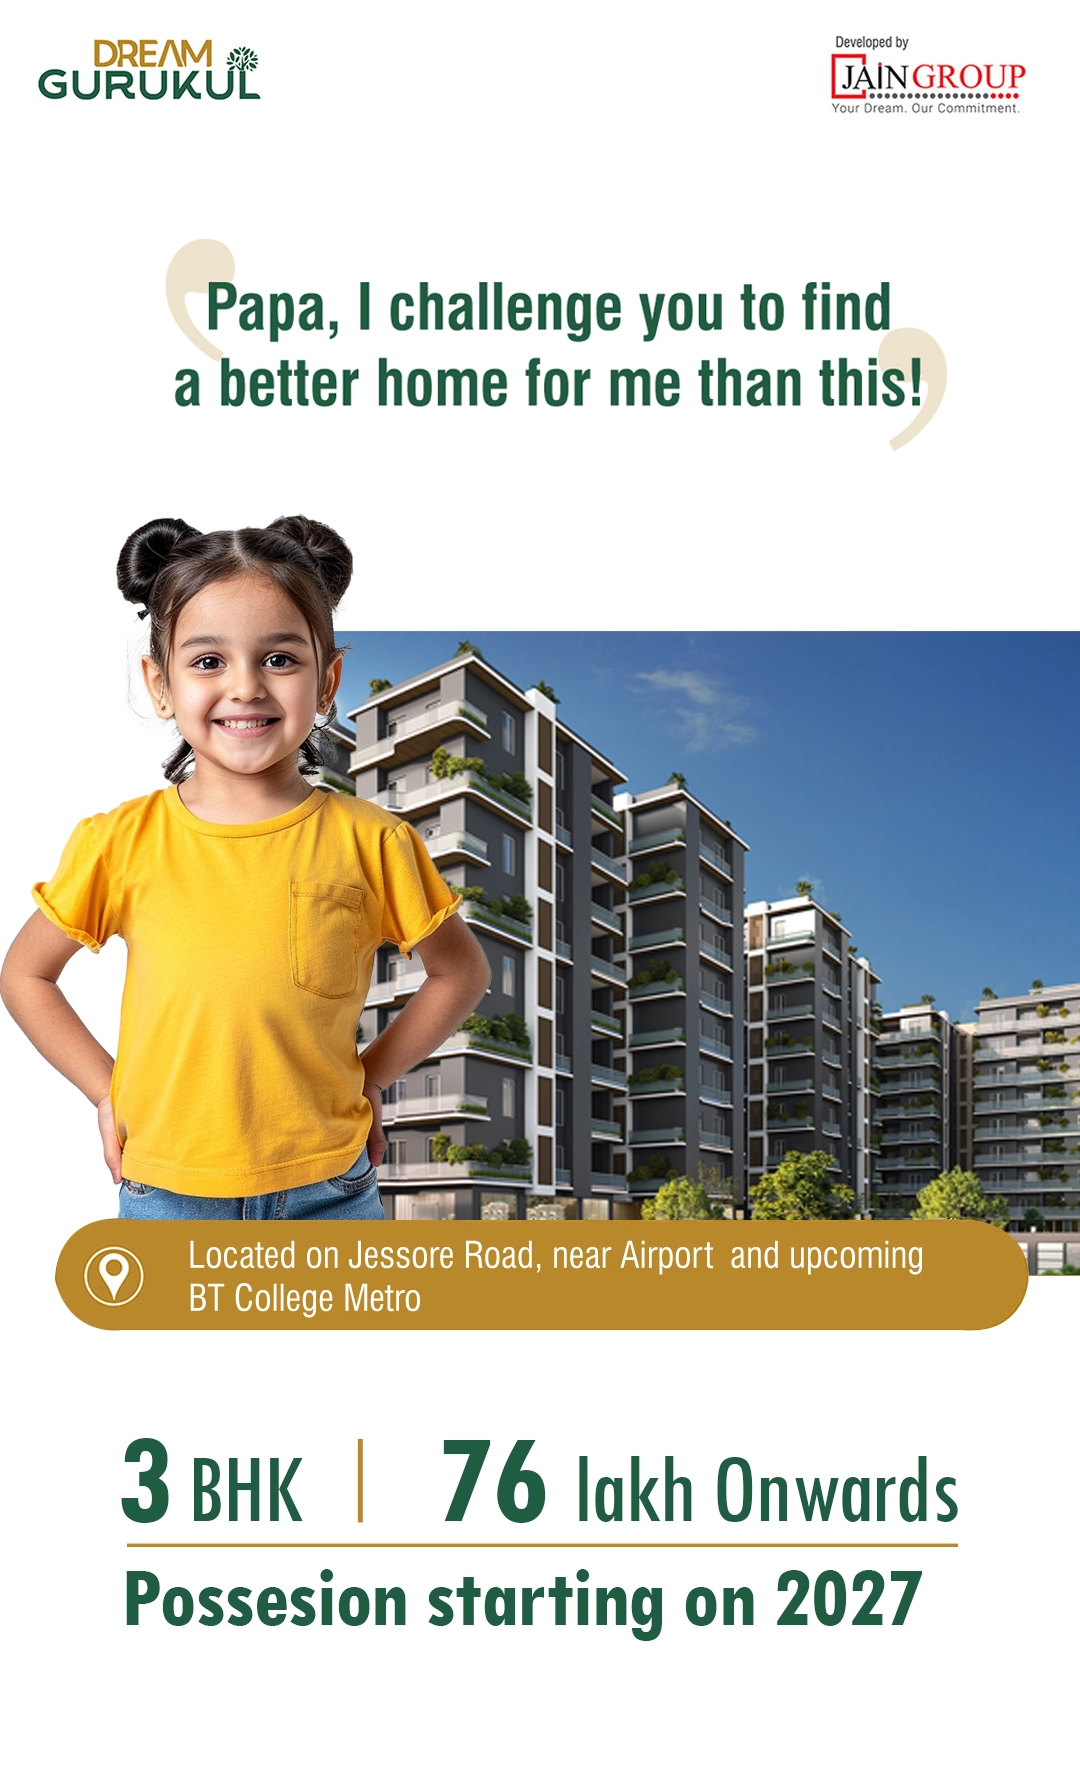 DREAM
GURUKUL
Developed by
JAIN GROUP
Your Dream. Our Commitment.
Papa, I challenge you to find
a better home for me than this!
Located on Jessore Road, near Airport and upcoming
BT College Metro
3 BHK | 76 lakh Onwards
Possesion starting on 2027